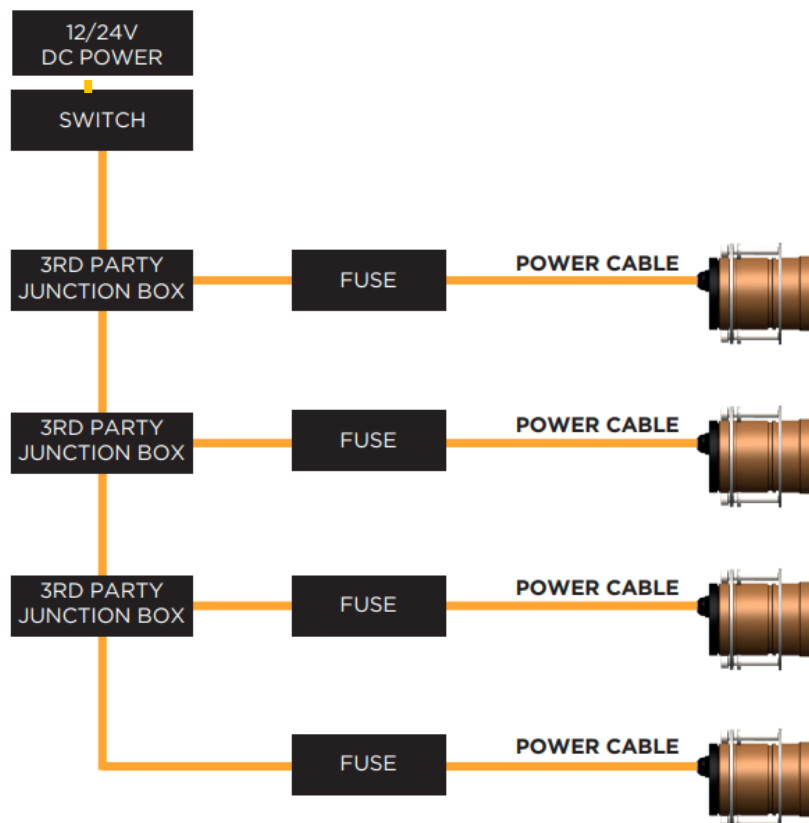 12/24V
DC POWER
SWITCH
3RD PARTY
JUNCTION BOX
FUSE
POWER CABLE
3RD PARTY
JUNCTION BOX
FUSE
POWER CABLE
3RD PARTY
JUNCTION BOX
FUSE
POWER CABLE
FUSE
POWER CABLE